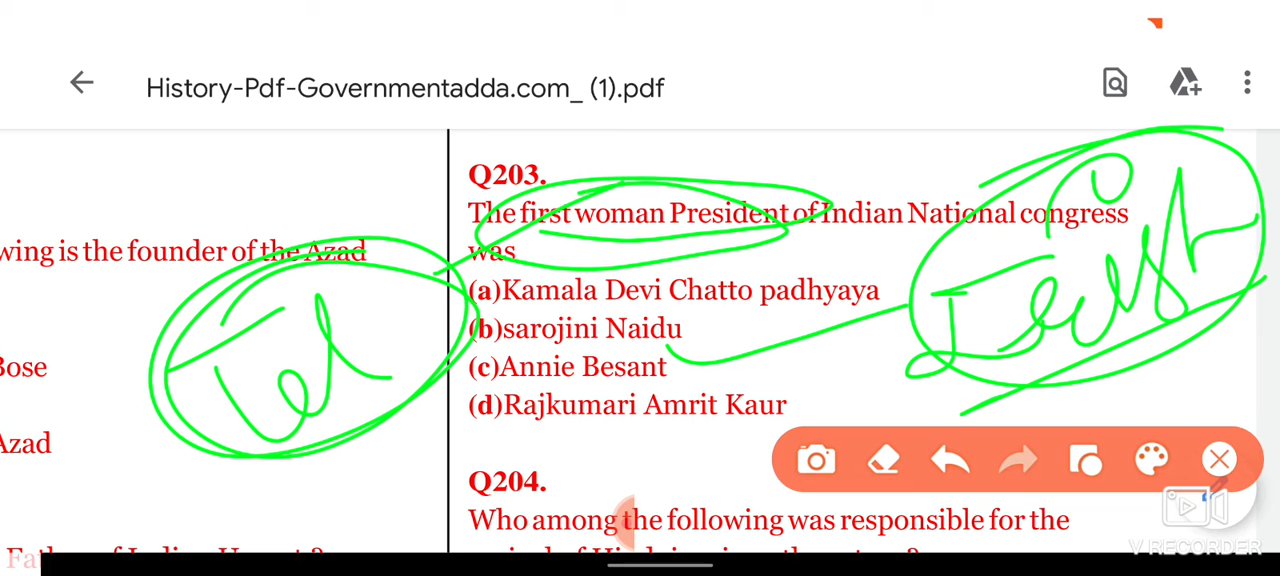 History-Pdf-Governmentadda.com_ (1).pdf
wing is the founder of the Azad
Bose
Azad
Q203.
The first woman President of Indian National congress
was
(a)Kamala Devi Chatto padhyaya
(b)sarojini Naidu
(c)Annie Besant
(d)Rajkumari Amrit Kaur
Q204.
Who among the following was responsible for the
V RECORDER